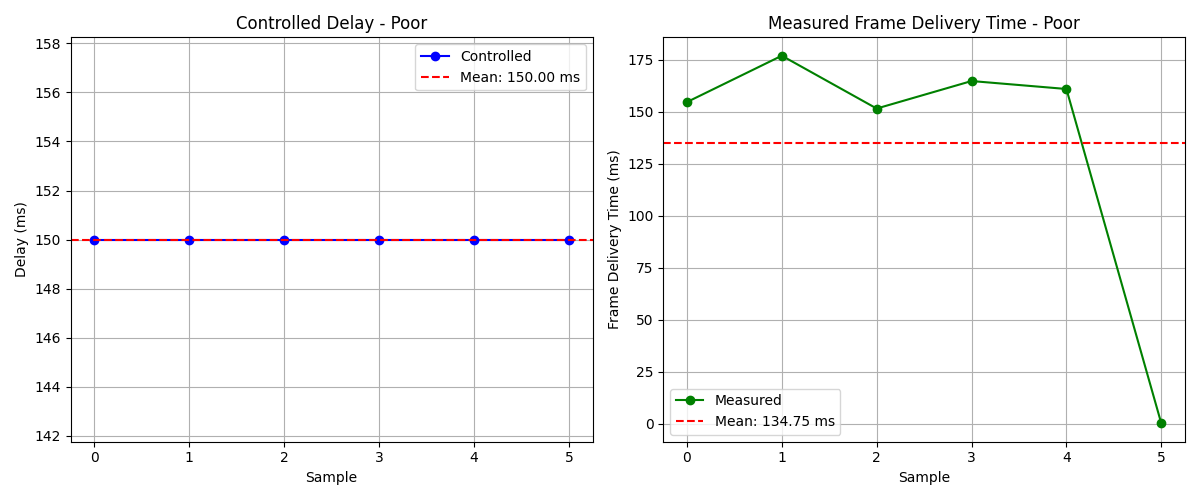 Controlled Delay - Poor
158
156
154
152
150
148
146
144
142
Delay (ms)
0 1 2 3 4 5
Sample
Controlled
Mean: 150.00 ms
Measured Frame Delivery Time - Poor
175
150
125
100
75
50
25
0
Frame Delivery Time (ms)
0 1 2 3 4 5
Sample
Measured
Mean: 134.75 ms